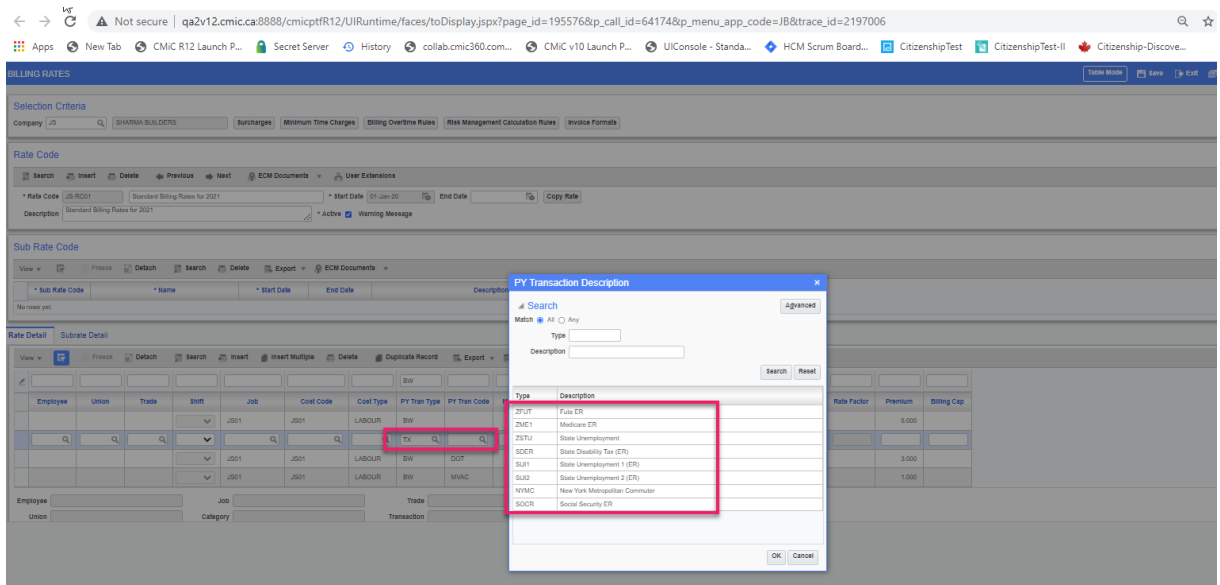 Not secure | qa2v12.cmic.ca:8888/cmicptfR12/UIRuntime/faces/toDisplay.jspx?page_id=195576&p_call_id=64174&p_menu_app_code=JB&trace_id=2197006
Apps New Tab CMiC R12 Launch P... Secret Server History collab.cmic360.com... CMiC v10 Launch P... UIConsole - Standa... HCM Scrum Board... CitizenshipTest CitizenshipTest-II Citizenship-Discove...
BILLING RATES Table Mode Save Exit
Selection Criteria
Company JS SHARMA BUILDERS Surcharges Minimum Time Charges Billing Overtime Rules Risk Management Calculation Rules Invoice Formats
Rate Code
Search Insert Delete Previous Next ECM Documents User Extensions
* Rate Code JS-RC01 Standard Billing Rates for 2021 * Start Date 01-Jan-20 End Date Copy Rate
Description Standard Billing Rates for 2021 * Active Warning Message
Sub Rate Code
View Freeze Detach Search Delete Export ECM Documents
* Sub Rate Code * Name * Start Date End Date Description
No rows yet.
Rate Detail Subrate Detail
View Freeze Detach Search Insert Insert Multiple Delete Duplicate Record Export
BW
Employee Union Trade Shift Job Cost Code Cost Type PY Tran Type PY Tran Code Rate Factor Premium Billing Cap
JS01 JS01 LABOUR BW 5.000
TX
JS01 JS01 LABOUR BW DOT 3.000
JS01 JS01 LABOUR BW MVAC 1.000
Employee Job Trade
Union Category Transaction
PY Transaction Description ×
Search Advanced
Match All Any
Type
Description
Search Reset
Type Description
ZFUT Futa ER
ZME1 Medicare ER
ZSTU State Unemployment
SDER State Disability Tax (ER)
SUI1 State Unemployment 1 (ER)
SUI2 State Unemployment 2 (ER)
NYMC New York Metropolitan Commuter
SOCR Social Security ER
OK Cancel